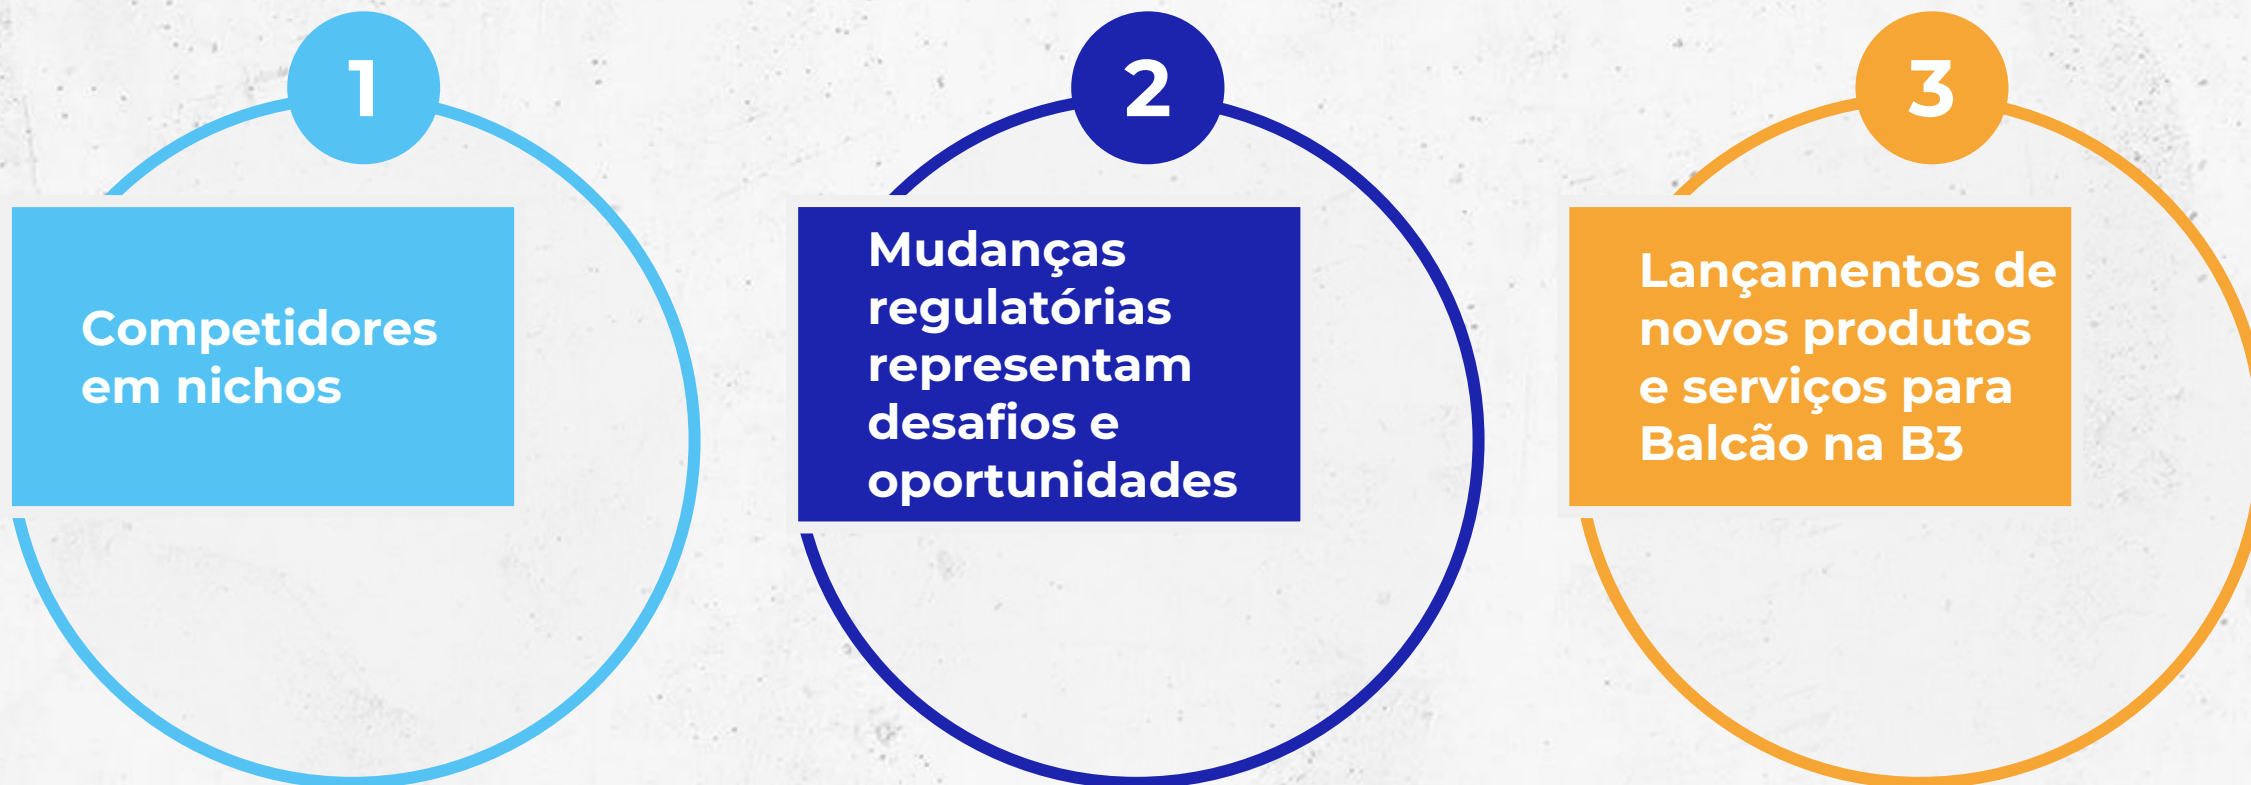 1
Competidores
em nichos
2
Mudanças
regulatórias
representam
desafios e
oportunidades
3
Lançamentos de
novos produtos
e serviços para
Balcão na B3